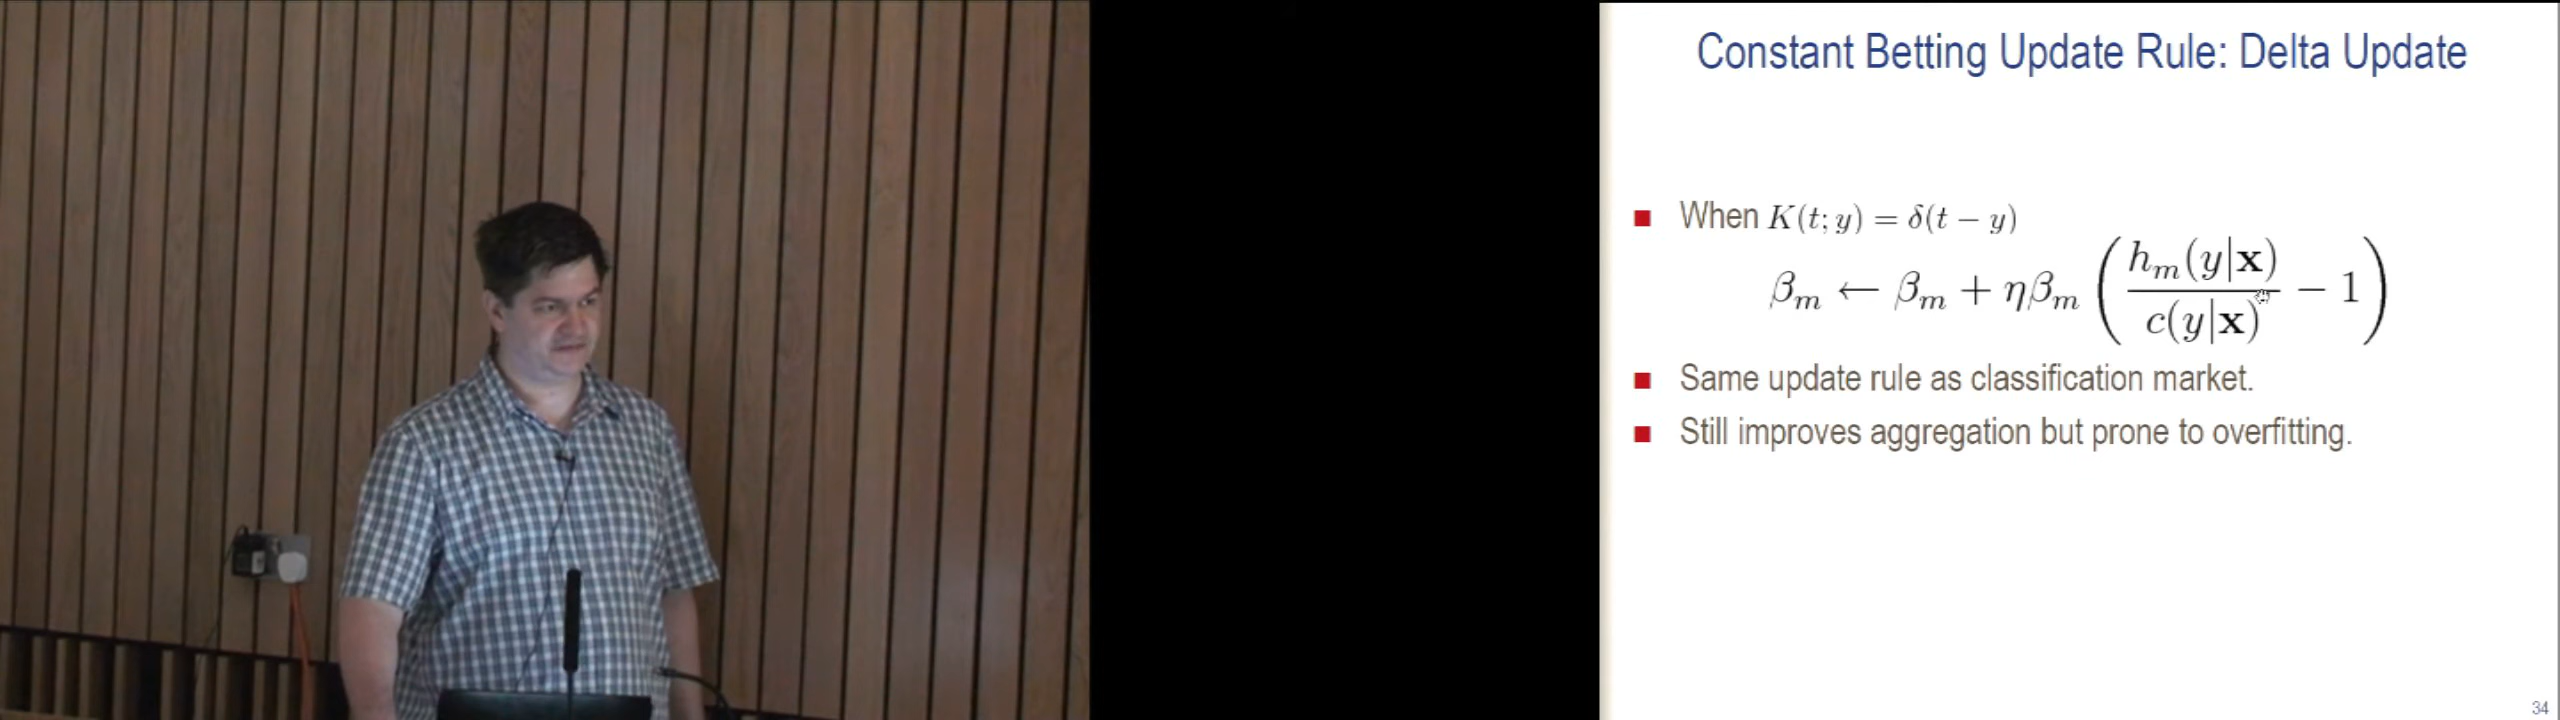 Constant Betting Update Rule: Delta Update
When K(t; y) = δ(t − y)
β_m ← β_m + ηβ_m ( h_m(y|x) / c(y|x) − 1 )
Same update rule as classification market.
Still improves aggregation but prone to overfitting.
34